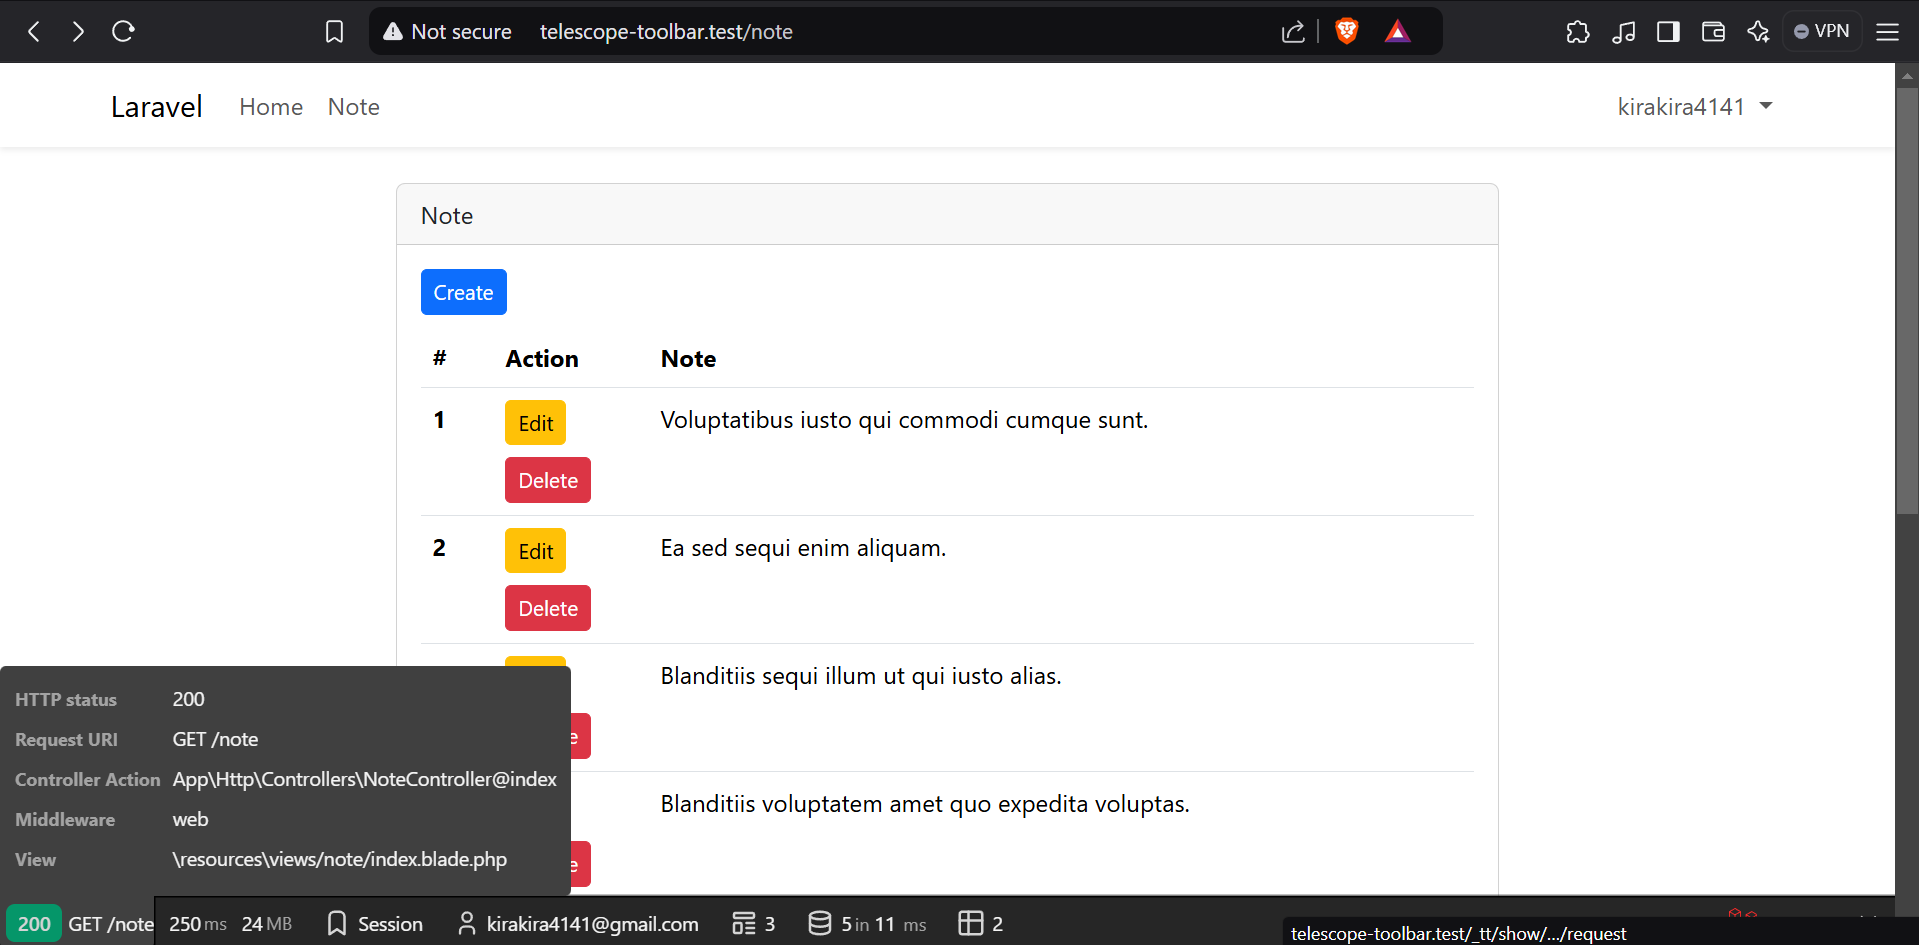 Not secure telescope-toolbar.test/note
VPN
Laravel Home Note kirakira4141
Note
Create
# Action Note
1 Edit Voluptatibus iusto qui commodi cumque sunt.
Delete
2 Edit Ea sed sequi enim aliquam.
Delete
Blanditiis sequi illum ut qui iusto alias.
e
Blanditiis voluptatem amet quo expedita voluptas.
e
HTTP status 200
Request URI GET /note
Controller Action App\Http\Controllers\NoteController@index
Middleware web
View \resources\views/note/index.blade.php
200 GET /note 250 ms 24 MB Session kirakira4141@gmail.com 3 5 in 11 ms 2
telescope-toolbar.test/_tt/show/.../request